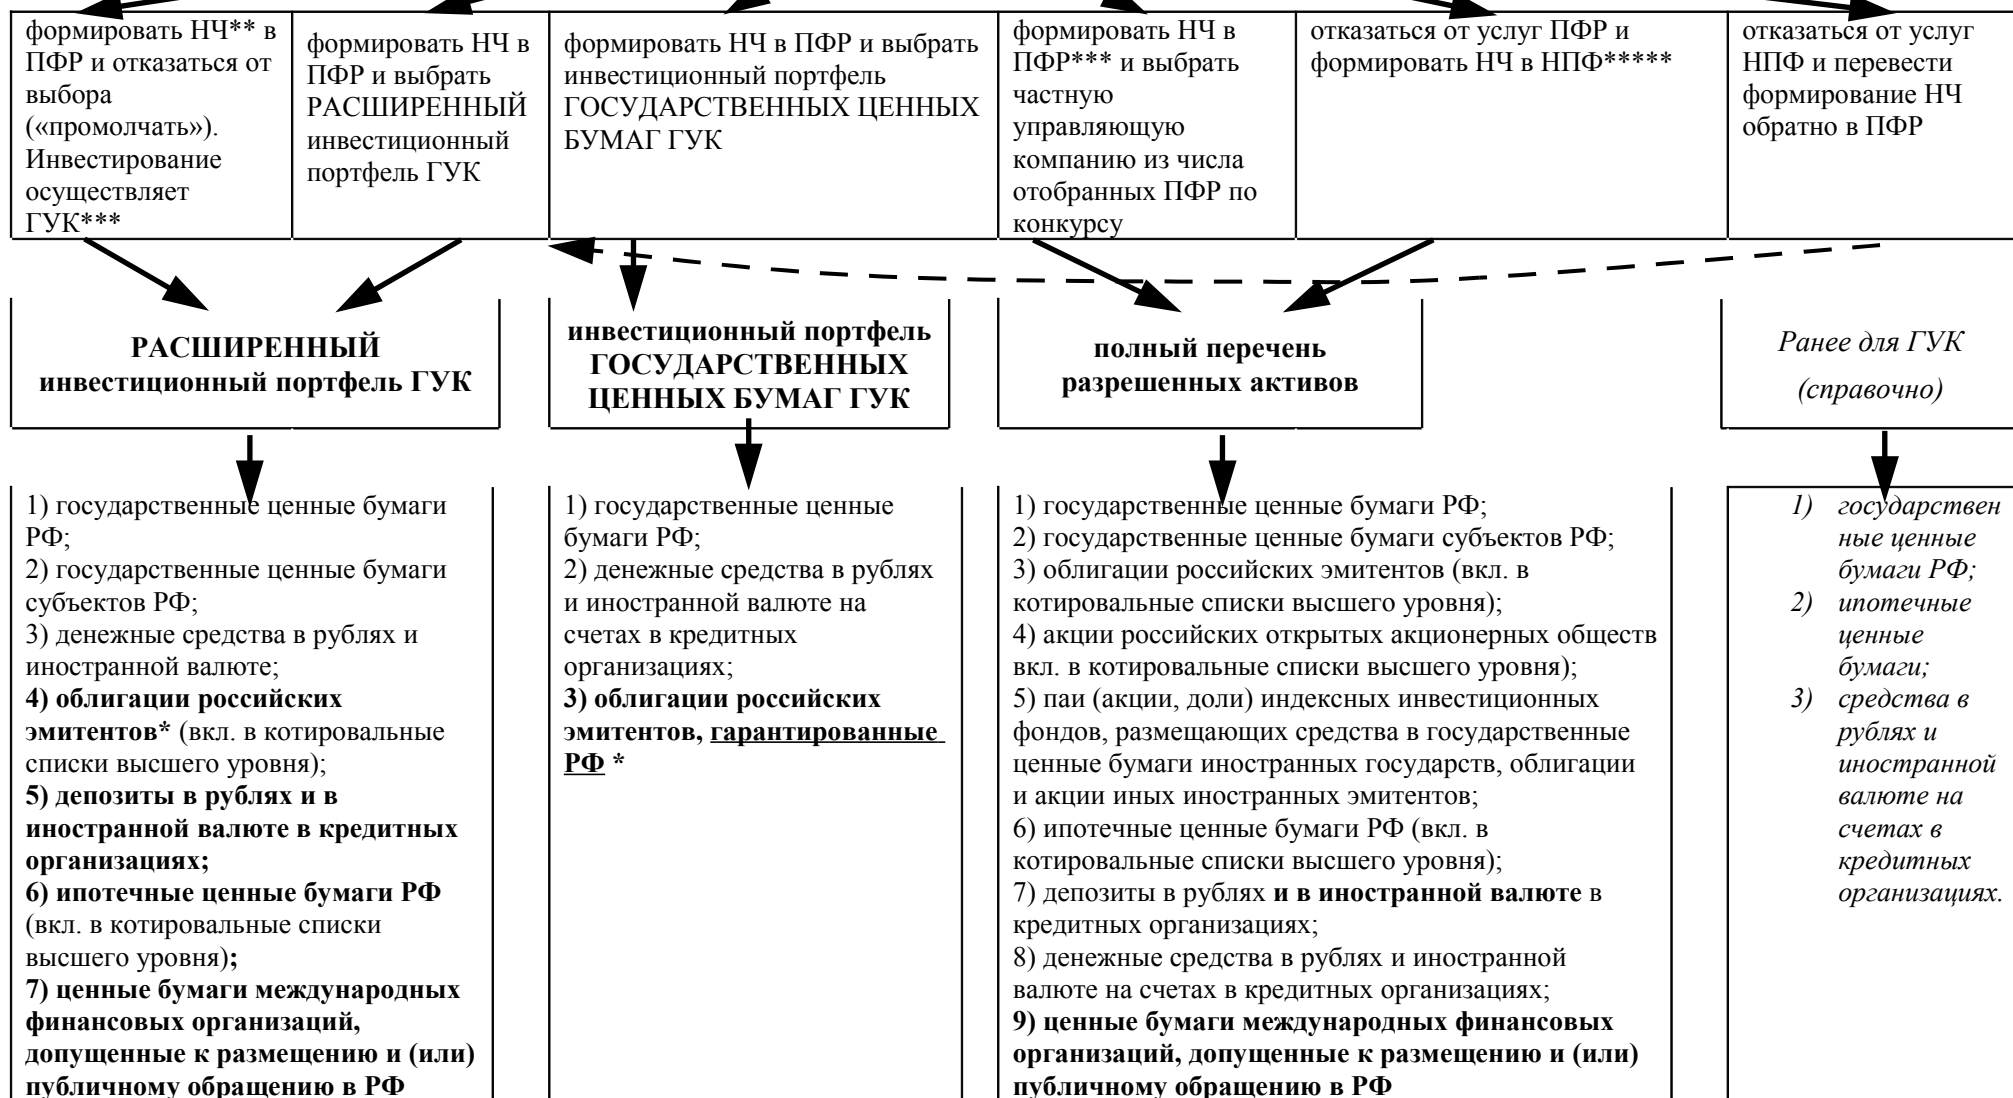 формировать НЧ** в
ПФР и отказаться от
выбора
(«промолчать»).
Инвестирование
осуществляет
ГУК***
формировать НЧ в
ПФР и выбрать
РАСШИРЕННЫЙ
инвестиционный
портфель ГУК
формировать НЧ в ПФР и выбрать
инвестиционный портфель
ГОСУДАРСТВЕННЫХ ЦЕННЫХ
БУМАГ ГУК
формировать НЧ в
ПФР*** и выбрать
частную
управляющую
компанию из числа
отобранных ПФР по
конкурсу
отказаться от услуг ПФР и
формировать НЧ в НПФ*****
отказаться от услуг
НПФ и перевести
формирование НЧ
обратно в ПФР
РАСШИРЕННЫЙ
инвестиционный портфель ГУК
инвестиционный портфель
ГОСУДАРСТВЕННЫХ
ЦЕННЫХ БУМАГ ГУК
полный перечень
разрешенных активов
Ранее для ГУК
(справочно)
1) государственные ценные бумаги
РФ;
2) государственные ценные бумаги
субъектов РФ;
3) денежные средства в рублях и
иностранной валюте;
4) облигации российских
эмитентов* (вкл. в котировальные
списки высшего уровня);
5) депозиты в рублях и в
иностранной валюте в кредитных
организациях;
6) ипотечные ценные бумаги РФ
(вкл. в котировальные списки
высшего уровня);
7) ценные бумаги международных
финансовых организаций,
допущенные к размещению и (или)
публичному обращению в РФ
1) государственные ценные
бумаги РФ;
2) денежные средства в рублях
и иностранной валюте на
счетах в кредитных
организациях;
3) облигации российских
эмитентов, гарантированные
РФ *
1) государственные ценные бумаги РФ;
2) государственные ценные бумаги субъектов РФ;
3) облигации российских эмитентов (вкл. в
котировальные списки высшего уровня);
4) акции российских открытых акционерных обществ
вкл. в котировальные списки высшего уровня);
5) паи (акции, доли) индексных инвестиционных
фондов, размещающих средства в государственные
ценные бумаги иностранных государств, облигации
и акции иных иностранных эмитентов;
6) ипотечные ценные бумаги РФ (вкл. в
котировальные списки высшего уровня);
7) депозиты в рублях и в иностранной валюте в
кредитных организациях;
8) денежные средства в рублях и иностранной
валюте на счетах в кредитных организациях;
9) ценные бумаги международных финансовых
организаций, допущенные к размещению и (или)
публичному обращению в РФ
1) государствен
ные ценные
бумаги РФ;
2) ипотечные
ценные
бумаги;
3) средства в
рублях и
иностранной
валюте на
счетах в
кредитных
организациях.